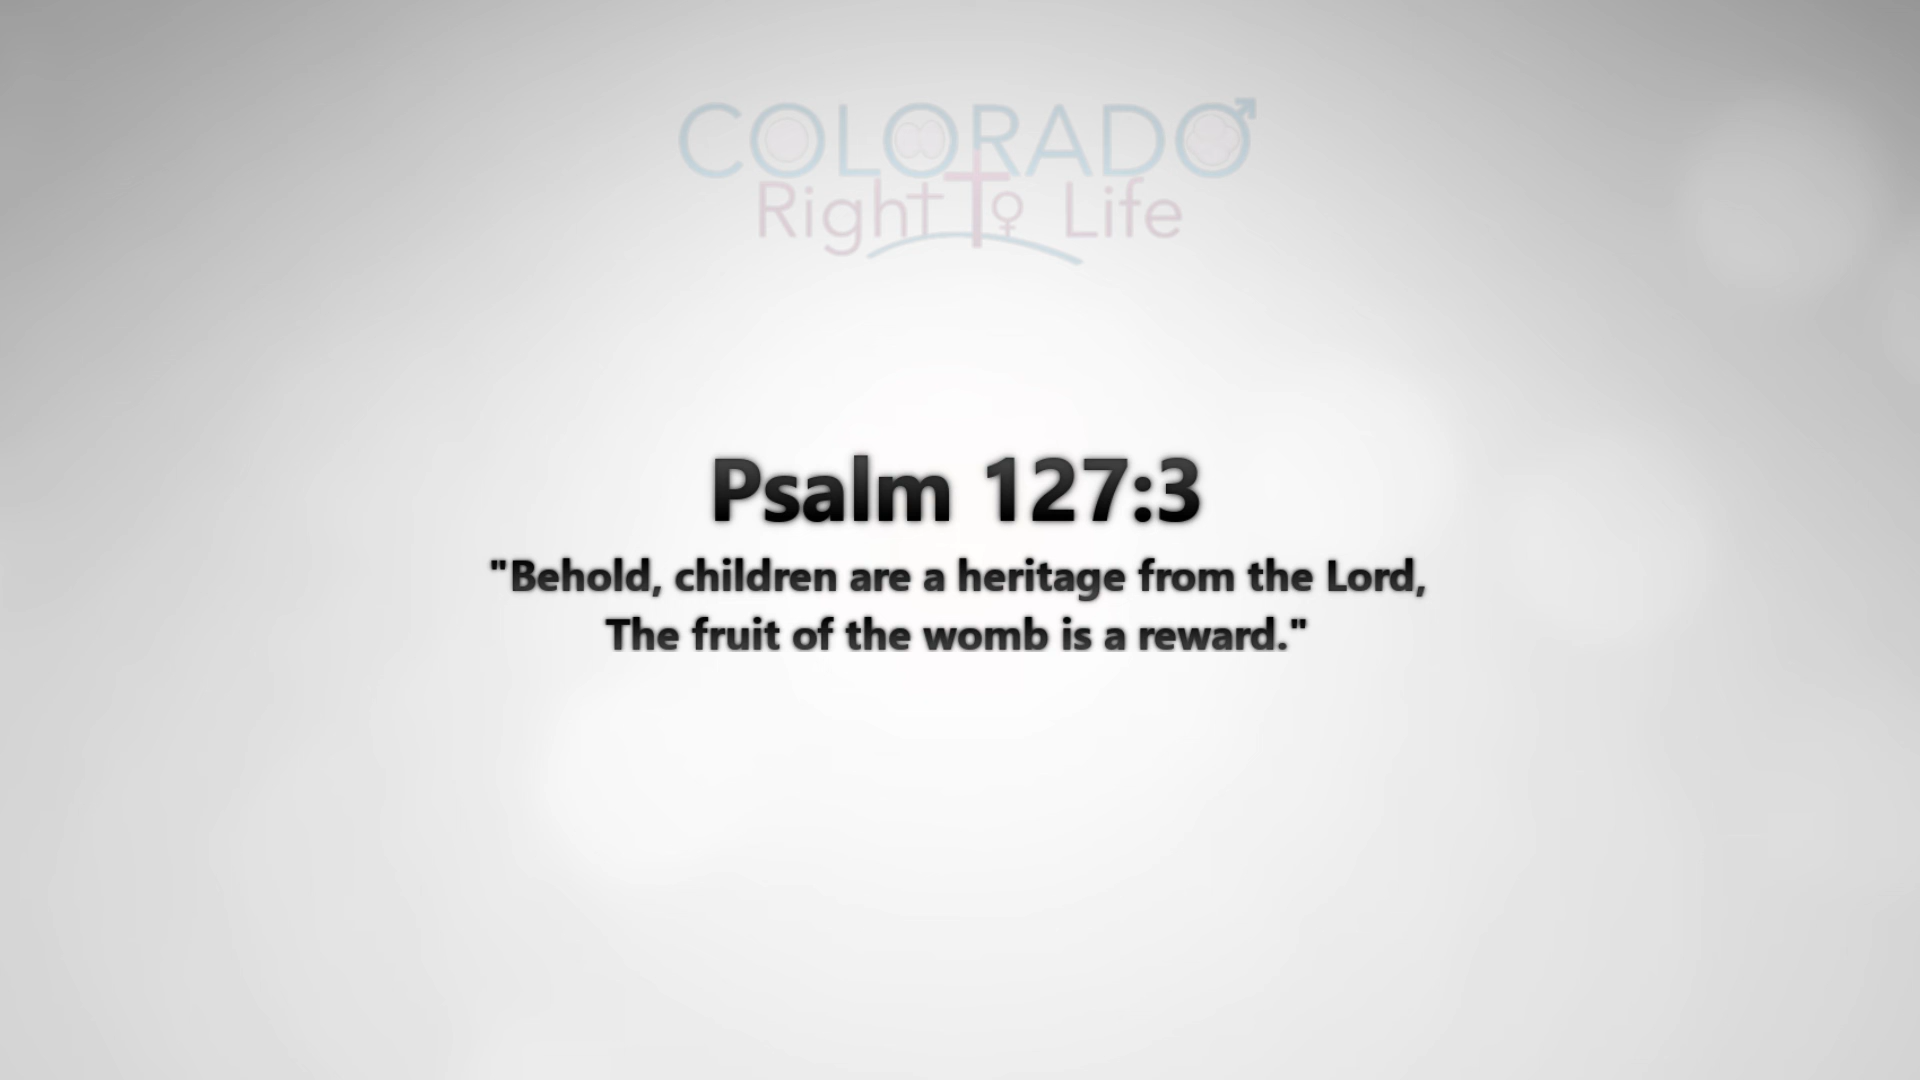 COLORADO
Right To Life
Psalm 127:3
"Behold, children are a heritage from the Lord,
The fruit of the womb is a reward."